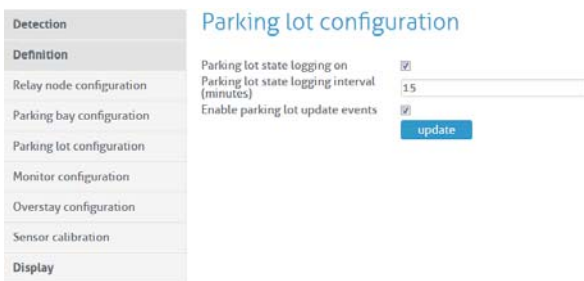 Detection
Definition
Relay node configuration
Parking bay configuration
Parking lot configuration
Monitor configuration
Overstay configuration
Sensor calibration
Display
Parking lot configuration
Parking lot state logging on
Parking lot state logging interval
(minutes)
15
Enable parking lot update events
update